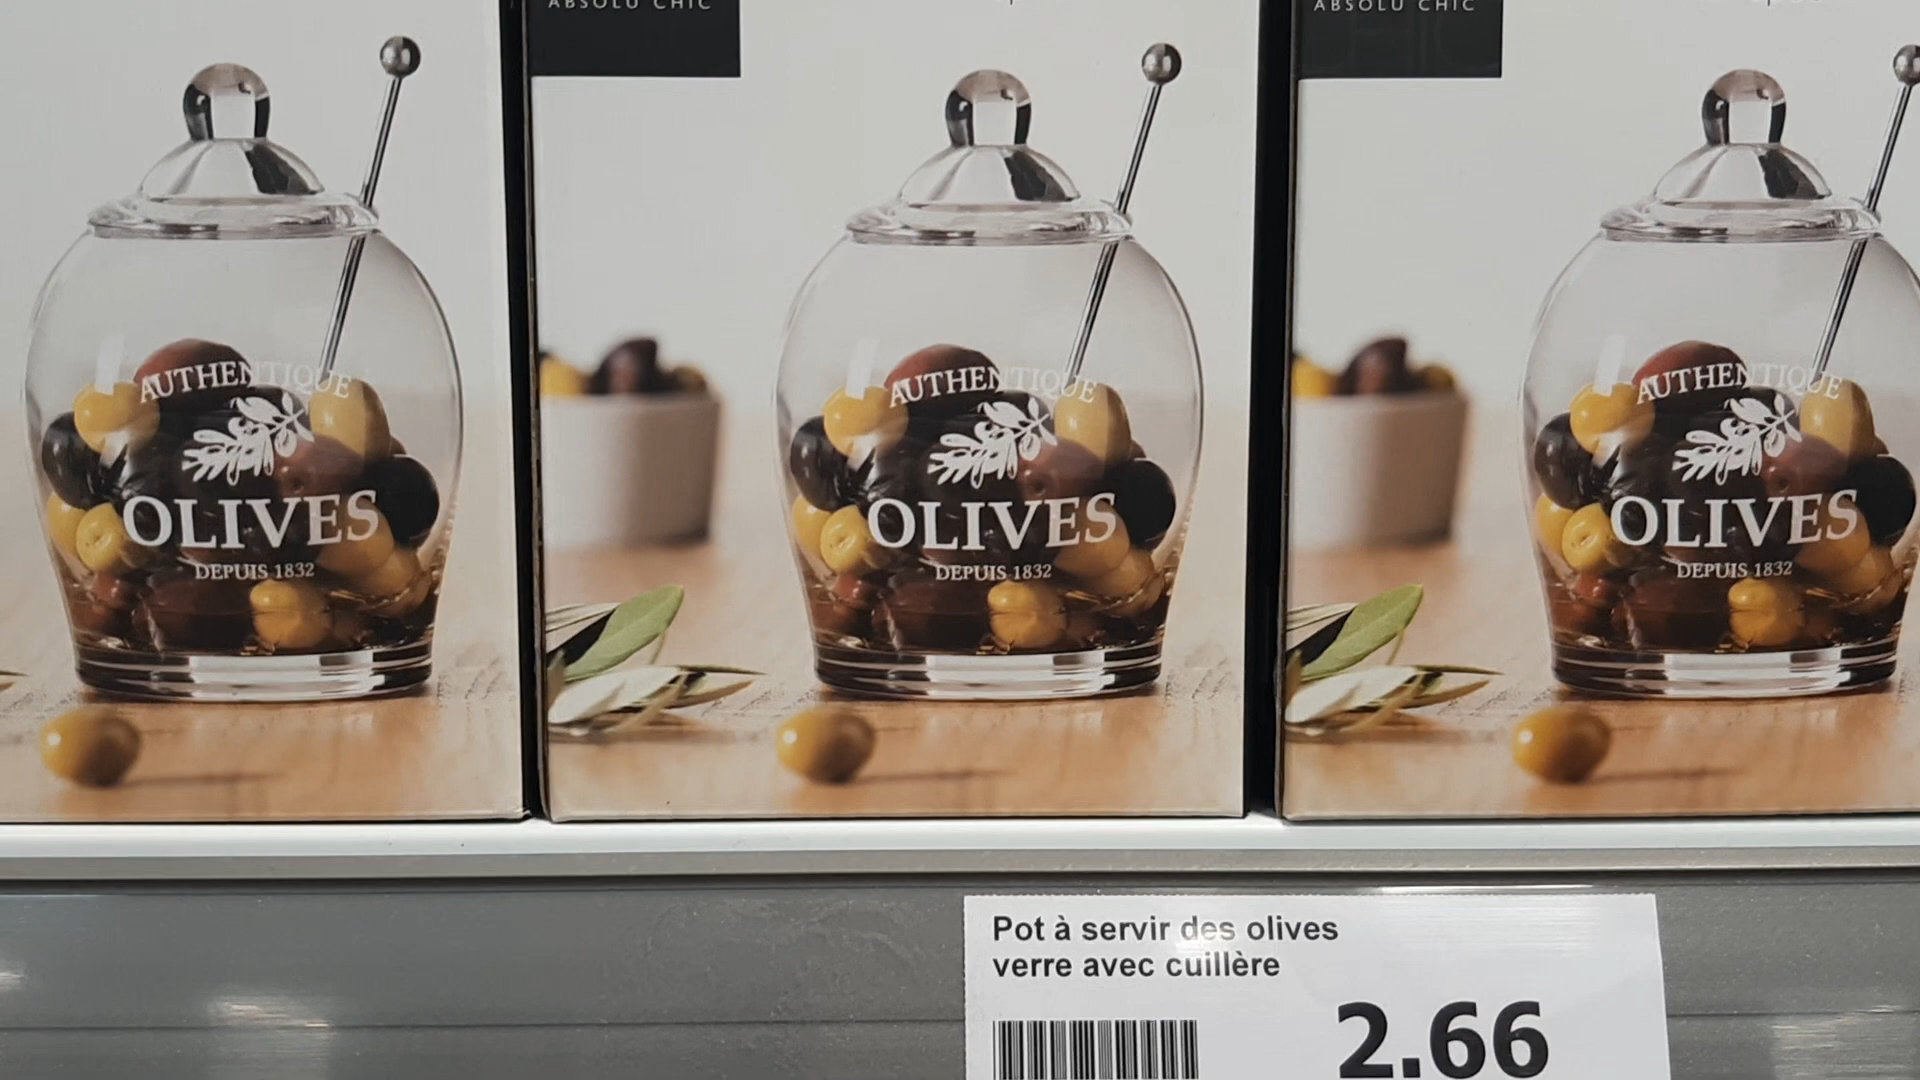 ABSOLU CHIC
ABSOLU CHIC
AUTHENTIQUE
OLIVES
DEPUIS 1832
AUTHENTIQUE
OLIVES
DEPUIS 1832
AUTHENTIQUE
OLIVES
DEPUIS 1832
Pot à servir des olives
verre avec cuillère
2.66